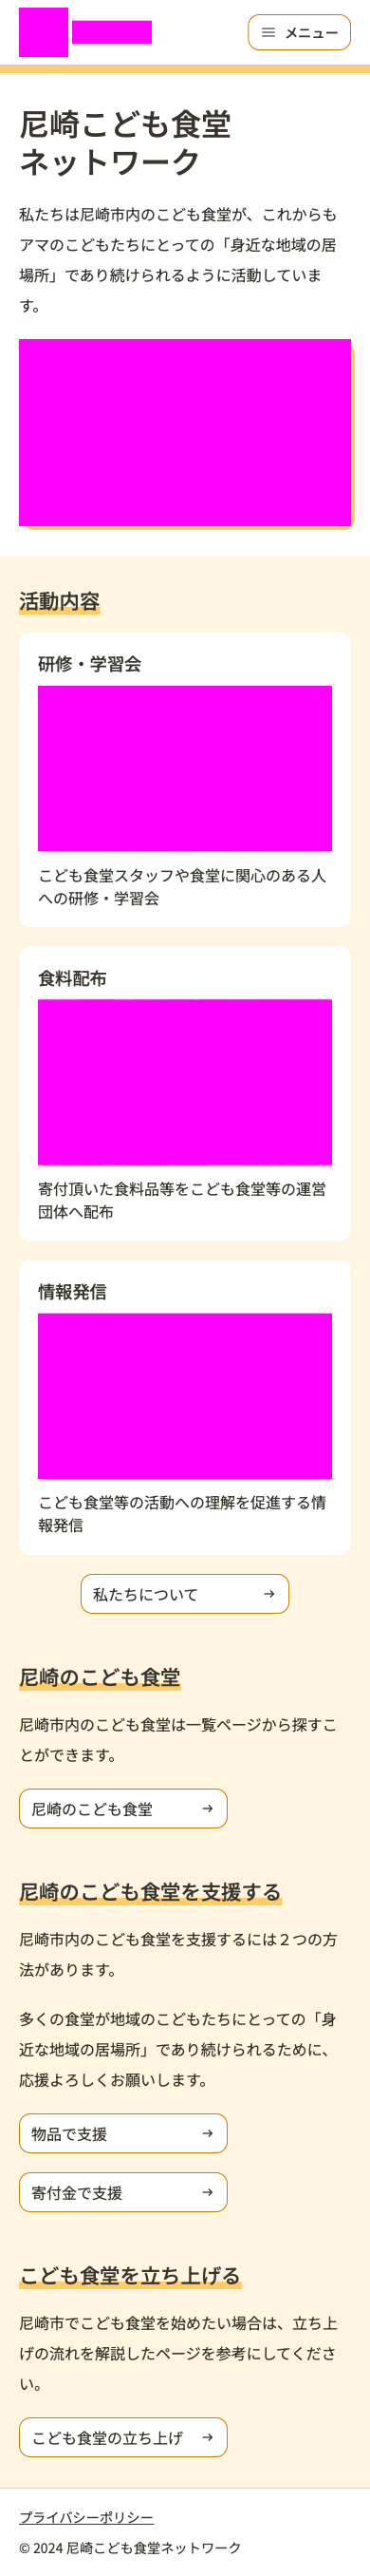 メニュー
尼崎こども食堂
ネットワーク
私たちは尼崎市内のこども食堂が、これからも
アマのこどもたちにとっての「身近な地域の居
場所」であり続けられるように活動していま
す。
活動内容
研修・学習会
こども食堂スタッフや食堂に関心のある人
への研修・学習会
食料配布
寄付頂いた食料品等をこども食堂等の運営
団体へ配布
情報発信
こども食堂等の活動への理解を促進する情
報発信
私たちについて
尼崎のこども食堂
尼崎市内のこども食堂は一覧ページから探すこ
とができます。
尼崎のこども食堂
尼崎のこども食堂を支援する
尼崎市内のこども食堂を支援するには２つの方
法があります。
多くの食堂が地域のこどもたちにとっての「身
近な地域の居場所」であり続けられるために、
応援よろしくお願いします。
物品で支援
寄付金で支援
こども食堂を立ち上げる
尼崎市でこども食堂を始めたい場合は、立ち上
げの流れを解説したページを参考にしてくださ
い。
こども食堂の立ち上げ
プライバシーポリシー
© 2024 尼崎こども食堂ネットワーク